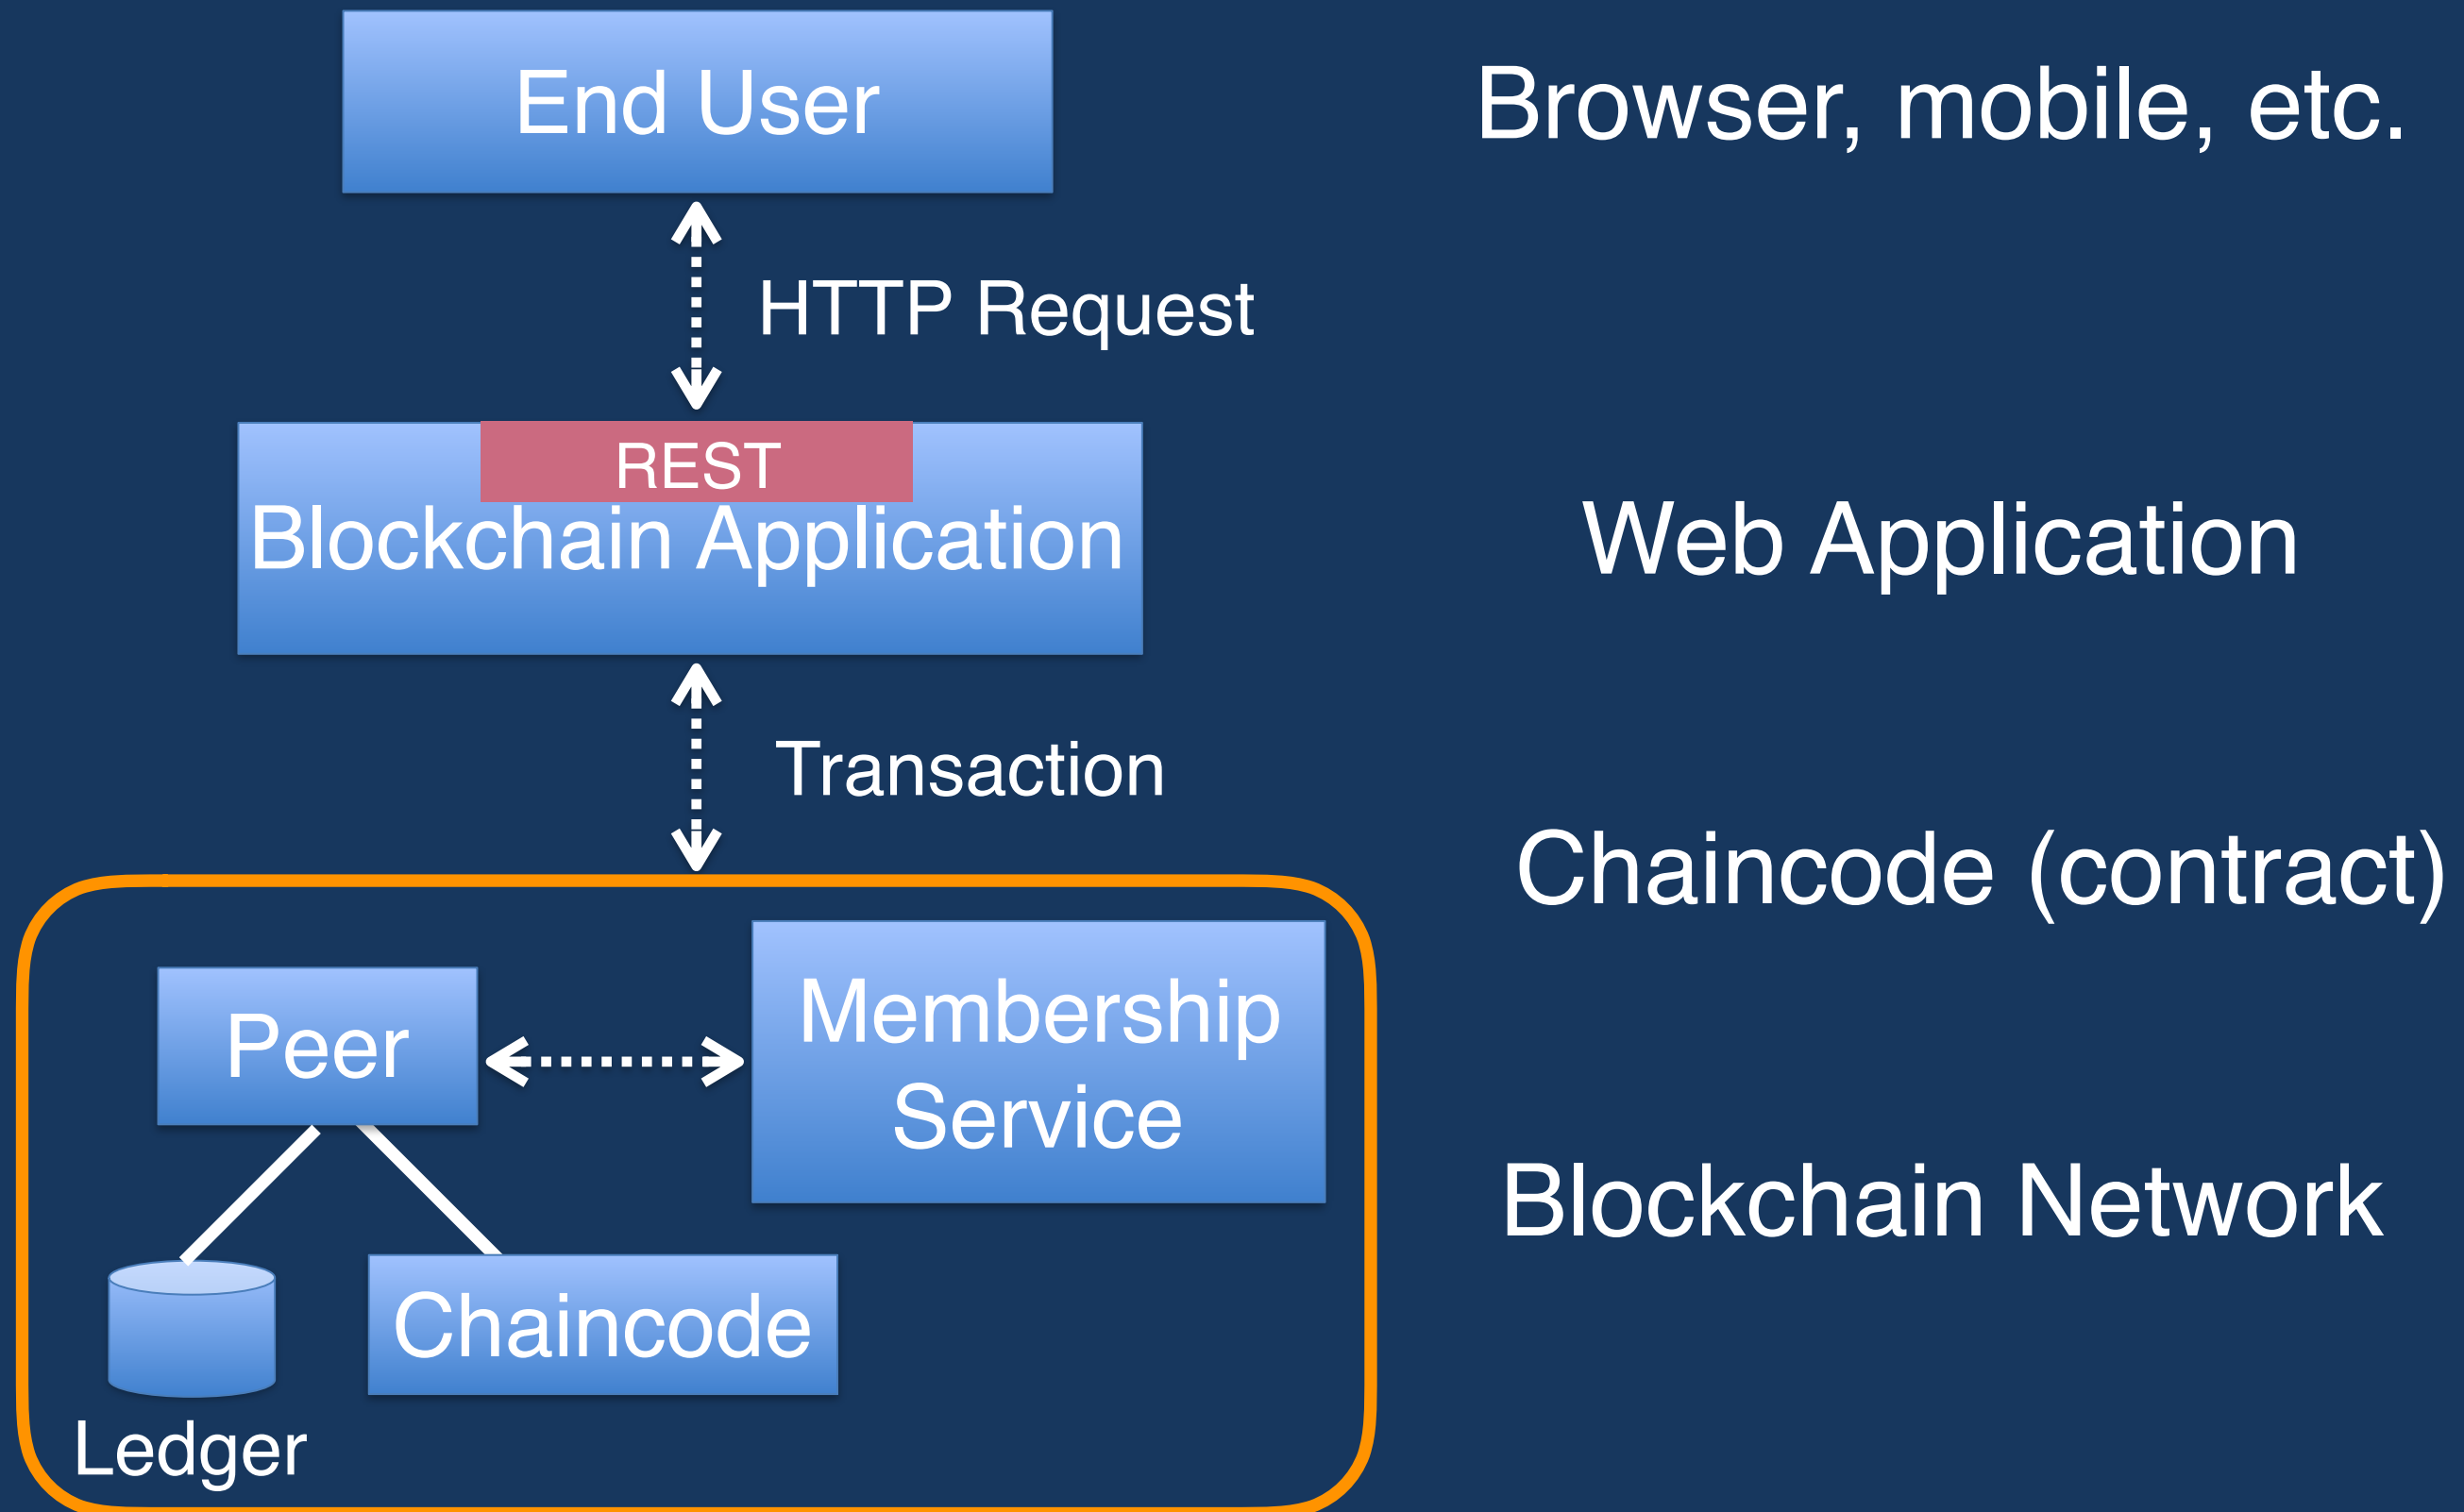 End User
Browser, mobile, etc.
HTTP Request
REST
Blockchain Application
Web Application
Transaction
Chaincode (contract)
Peer
Membership
Service
Blockchain Network
Chaincode
Ledger